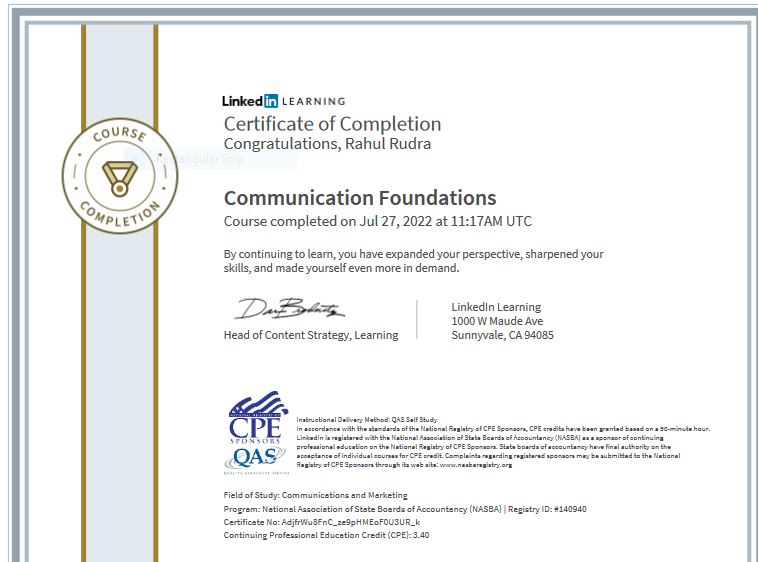 LinkedIn LEARNING
Certificate of Completion
Congratulations, Rahul Rudra
COURSE
COMPLETION
Rectangular Snip
Communication Foundations
Course completed on Jul 27, 2022 at 11:17AM UTC
By continuing to learn, you have expanded your perspective, sharpened your
skills, and made yourself even more in demand.
Head of Content Strategy, Learning
LinkedIn Learning
1000 W Maude Ave
Sunnyvale, CA 94085
NATIONAL REGISTRY OF
CPE
SPONSORS
QAS
QUALITY ASSURANCE SERVICE
Instructional Delivery Method: QAS Self Study
In accordance with the standards of the National Registry of CPE Sponsors, CPE credits have been granted based on a 50-minute hour.
LinkedIn is registered with the National Association of State Boards of Accountancy (NASBA) as a sponsor of continuing
professional education on the National Registry of CPE Sponsors. State boards of accountancy have final authority on the
acceptance of individual courses for CPE credit. Complaints regarding registered sponsors may be submitted to the National
Registry of CPE Sponsors through its web site: www.nasbaregistry.org
Field of Study: Communications and Marketing
Program: National Association of State Boards of Accountancy (NASBA) | Registry ID: #140940
Certificate No: AdjfrWu8FnC_ze9pHMEoF0U3UR_k
Continuing Professional Education Credit (CPE): 3.40